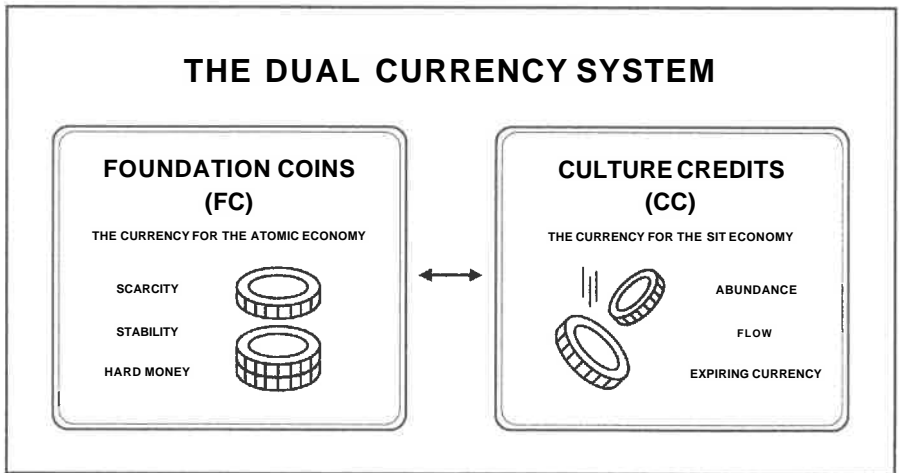 THE DUAL CURRENCY SYSTEM
FOUNDATION COINS
(FC)
THE CURRENCY FOR THE ATOMIC ECONOMY
SCARCITY
STABILITY
HARD MONEY
CULTURE CREDITS
(CC)
THE CURRENCY FOR THE SIT ECONOMY
ABUNDANCE
FLOW
EXPIRING CURRENCY